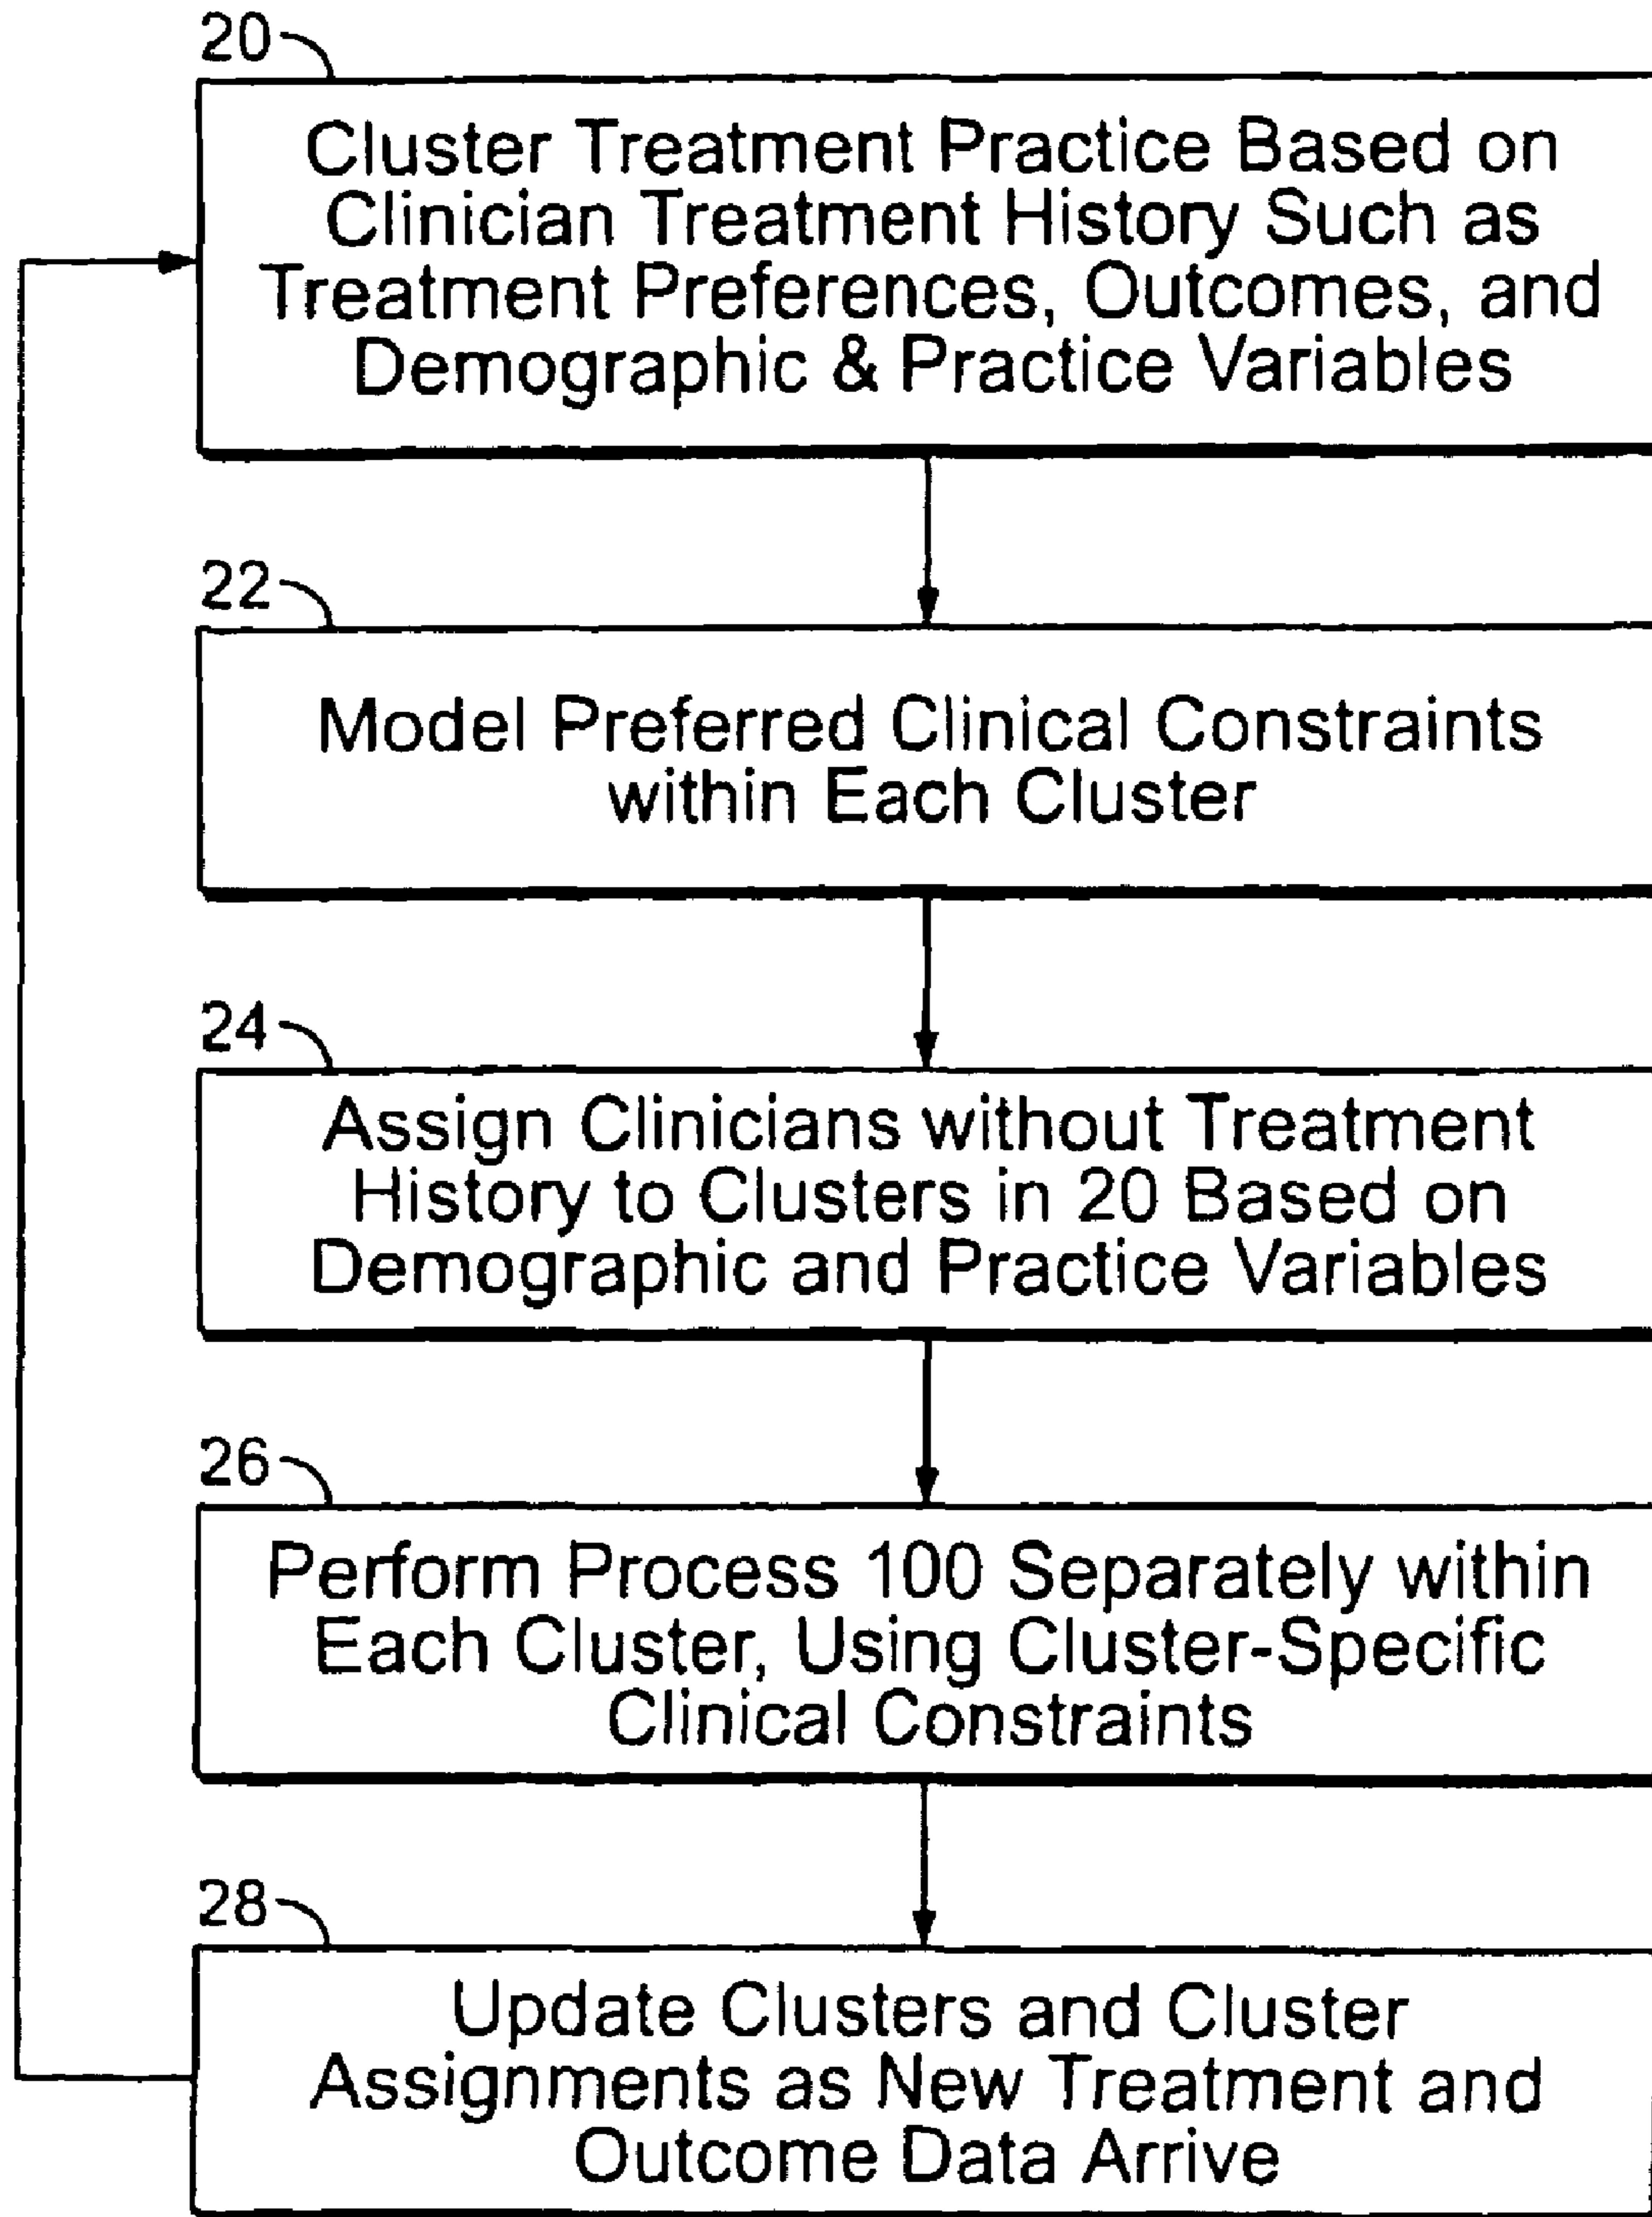 20
Cluster Treatment Practice Based on
Clinician Treatment History Such as
Treatment Preferences, Outcomes, and
Demographic & Practice Variables
22
Model Preferred Clinical Constraints
within Each Cluster
24
Assign Clinicians without Treatment
History to Clusters in 20 Based on
Demographic and Practice Variables
26
Perform Process 100 Separately within
Each Cluster, Using Cluster-Specific
Clinical Constraints
28
Update Clusters and Cluster
Assignments as New Treatment and
Outcome Data Arrive